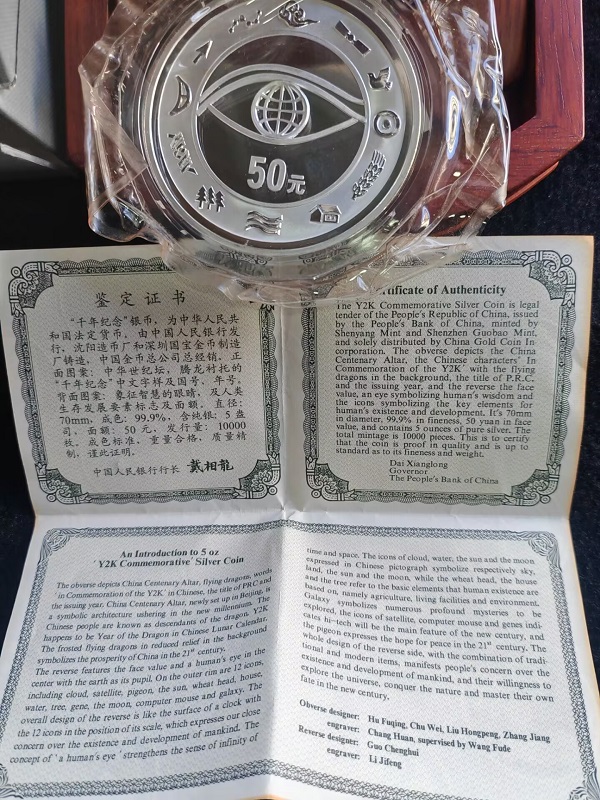 50元
鉴定证书
“千年纪念”银币，为中华人民共
和国法定货币，由中国人民银行发
行，沈阳造币厂和深圳国宝金币制造
厂铸造，中国金币总公司总经销。正
面图案：中华世纪坛，腾龙衬托的
“千年纪念”中文字样及国号、年号。
背面图案：象征智慧的眼睛，及人类
生存发展要素标志及面额，直径：
70mm，成色：99.9%，含纯银：5盎
司，面额：50元，发行量：10000
枚。成色标准，重量合格，质量精
制，谨此证明。
中国人民银行行长 戴相龙
ertificate of Authenticity
The Y2K Commemorative Silver Coin is legal
tender of the People's Republic of China, issued
by the People's Bank of China, minted by
Shenyang Mint and Shenzhen Guobao Mint,
and solely distributed by China Gold Coin In-
corporation. The obverse depicts the China
Centenary Altar, the Chinese characters' In
Commemoration of the Y2K' with the flying
dragons in the background, the title of P.R.C.
and the issuing year, and the reverse the face
value, an eye symbolizing human's wisdom and
the icons symbolizing the key elements for
human's existence and development. It's 70mm
in diameter, 99.9% in fineness, 50 yuan in face
value, and contains 5 ounces of pure silver. The
total mintage is 10000 pieces. This is to certify
that the coin is proof in quality and is up to
standard as to its fineness and weight.
Dai Xianglong
Governor
The People's Bank of China
An Introduction to 5 oz
'Y2K Commemorative' Silver Coin
The obverse depicts China Centenary Altar, flying dragons, words
'in Commemoration of the Y2K' in Chinese, the title of PRC and
the issuing year. China Centenary Altar, newly set up in Beijing, is
a symbolic architecture ushering in the new millennium. The
Chinese people are known as descendants of the dragon. Y2K
happens to be Year of the Dragon in Chinese Lunar Calendar.
The frosted flying dragons in reduced relief in the background
symbolizes the prosperity of China in the 21st century.
The reverse features the face value and a human's eye in the
center with the earth as its pupil. On the outer rim are 12 icons,
including cloud, satellite, pigeon, the sun, wheat head, house,
water, tree, gene, the moon, computer mouse and galaxy. The
overall design of the reverse is like the surface of a clock with
the 12 icons in the position of its scale, which expresses our close
concern over the existence and development of mankind. The
concept of 'a human's eye' strengthens the sense of infinity of
time and space. The icons of cloud, water, the sun and the moon
expressed in Chinese pictograph symbolize respectively sky,
land, the sun and the moon, while the wheat head, the house
and the tree refer to the basic elements that human existence are
based on, namely agriculture, living facilities and environment.
Galaxy symbolizes numerous profound mysteries to be
explored, the icons of satellite, computer mouse and genes indi-
cates hi-tech will be the main feature of the new century, and
the pigeon expresses the hope for peace in the 21st century. The
whole design of the reverse side, with the combination of tradi-
tional and modern items, manifests people's concern over the
existence and development of mankind, and their willingness to
explore the universe, conquer the nature and master their own
fate in the new century.
Obverse designer: Hu Fuqing, Chu Wei, Liu Hongpeng, Zhang Jiang
engraver: Chang Huan, supervised by Wang Fude
Reverse designer: Guo Chenghui
engraver: Li Jifeng